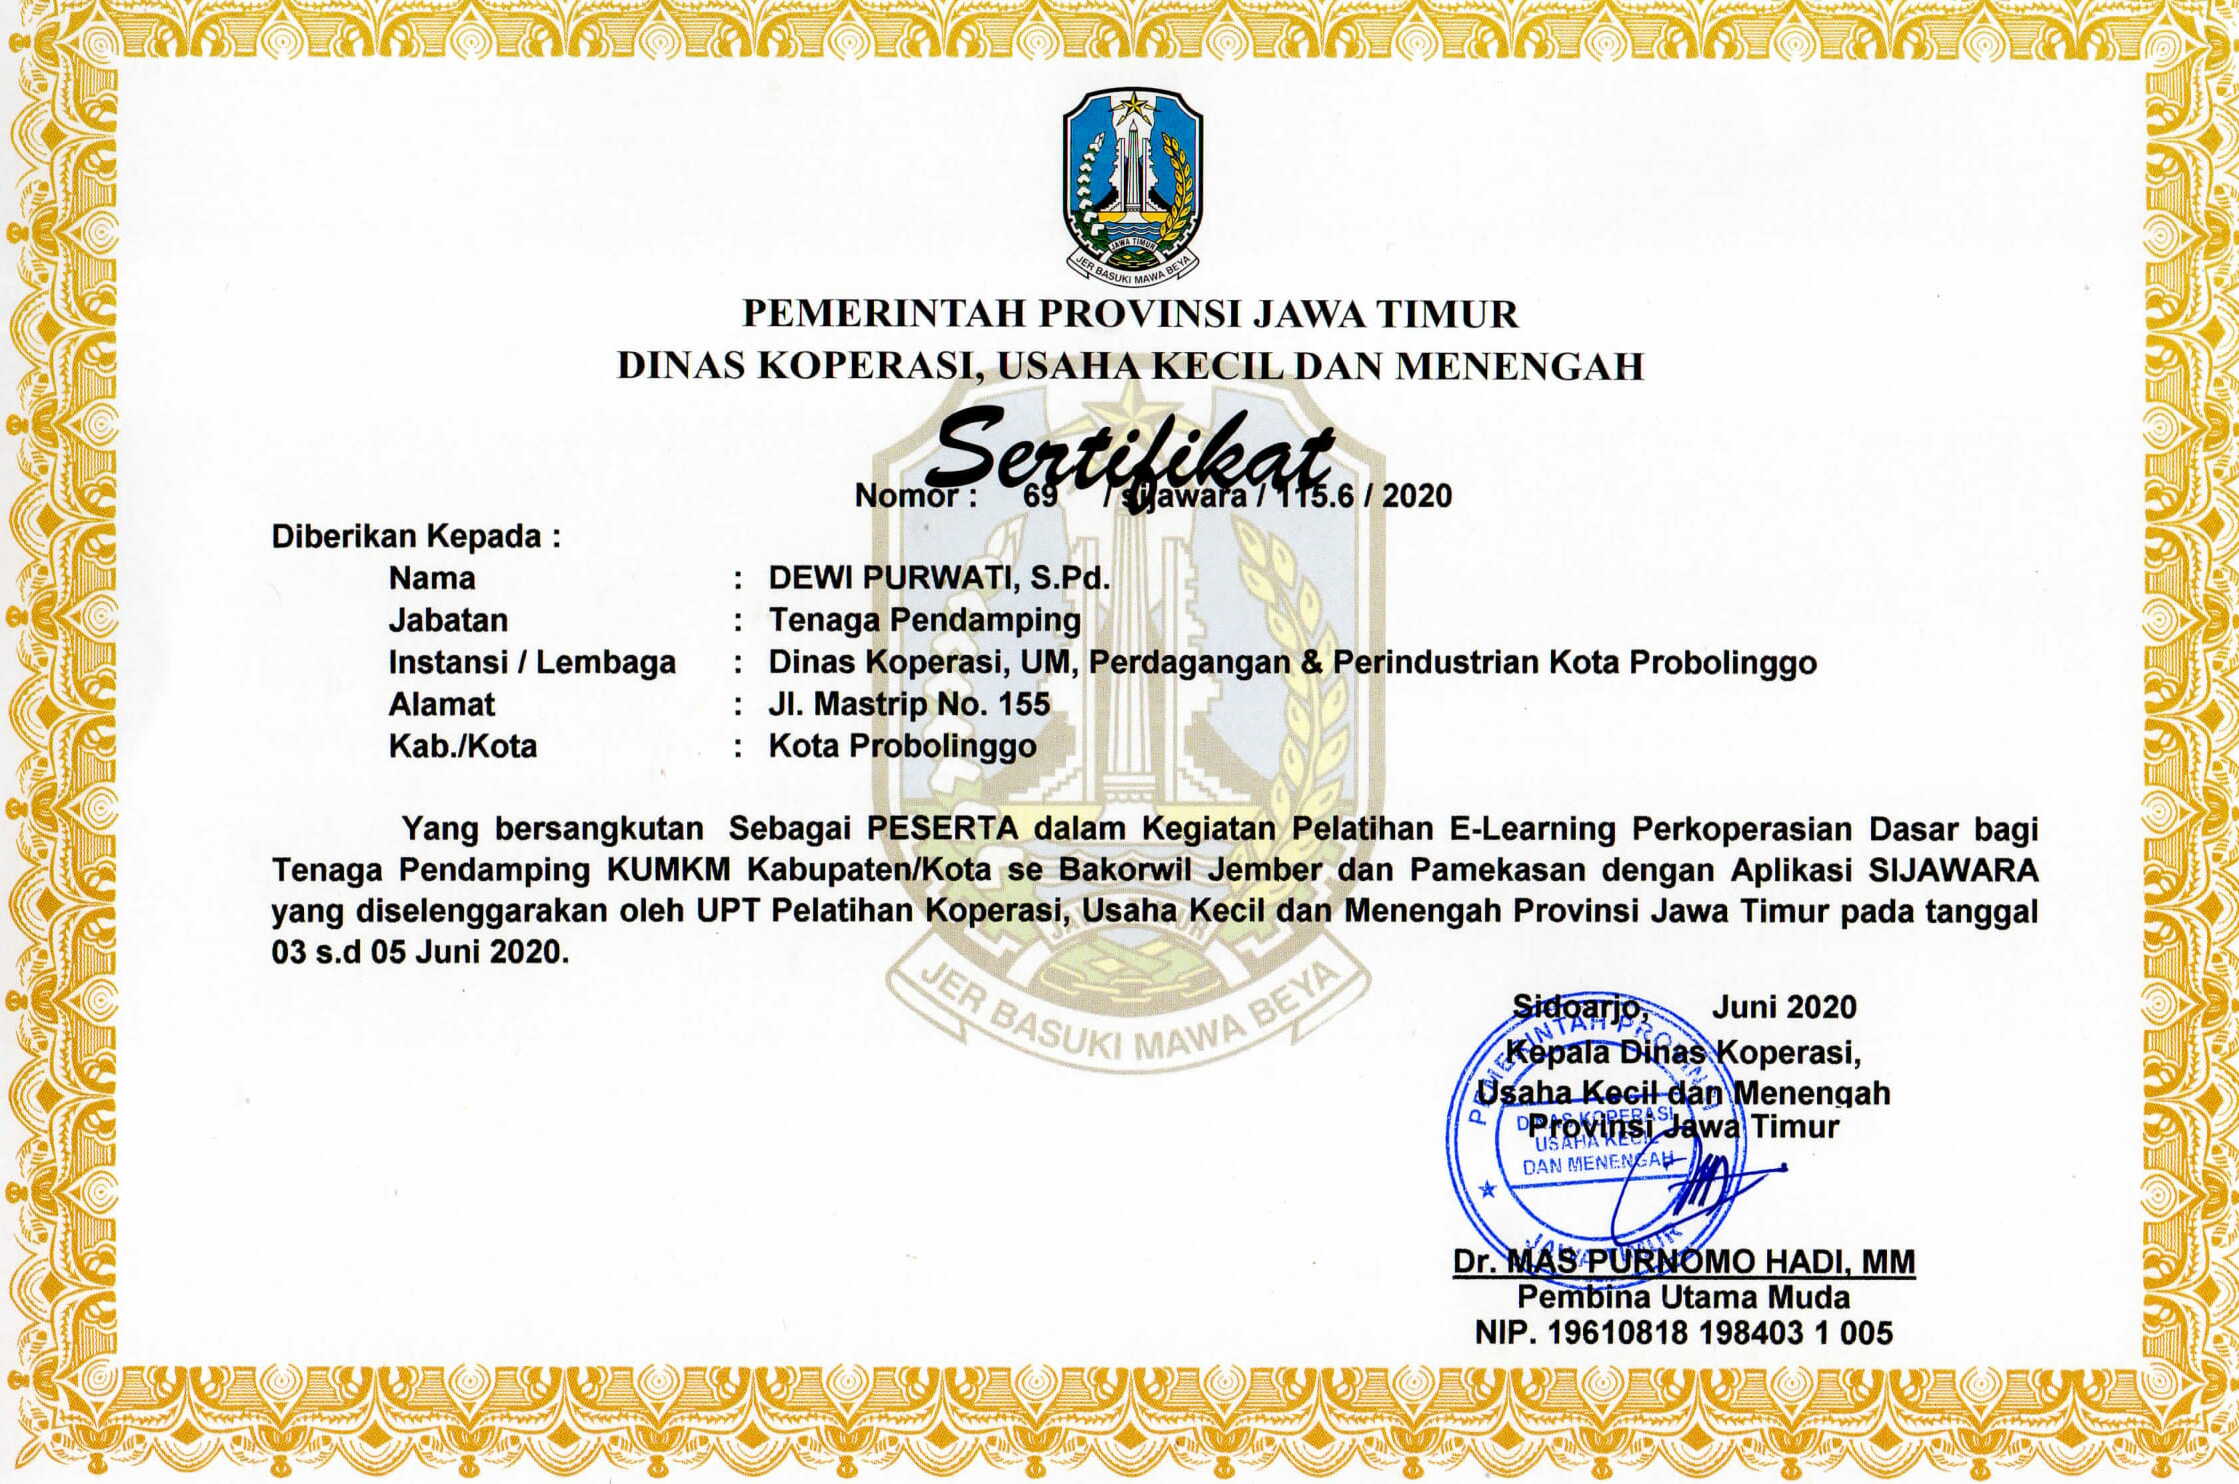 JAWA TIMUR
JER BASUKI MAWA BEYA
PEMERINTAH PROVINSI JAWA TIMUR
DINAS KOPERASI, USAHA KECIL DAN MENENGAH
Sertifikat
Nomor : 69 / sijawara / 115.6 / 2020
Diberikan Kepada :
Nama : DEWI PURWATI, S.Pd.
Jabatan : Tenaga Pendamping
Instansi / Lembaga : Dinas Koperasi, UM, Perdagangan & Perindustrian Kota Probolinggo
Alamat : Jl. Mastrip No. 155
Kab./Kota : Kota Probolinggo
Yang bersangkutan Sebagai PESERTA dalam Kegiatan Pelatihan E-Learning Perkoperasian Dasar bagi
Tenaga Pendamping KUMKM Kabupaten/Kota se Bakorwil Jember dan Pamekasan dengan Aplikasi SIJAWARA
yang diselenggarakan oleh UPT Pelatihan Koperasi, Usaha Kecil dan Menengah Provinsi Jawa Timur pada tanggal
03 s.d 05 Juni 2020.
JAWA TIMUR
JER BASUKI MAWA BEYA
Sidoarjo, Juni 2020
Kepala Dinas Koperasi,
Usaha Kecil dan Menengah
Provinsi Jawa Timur
PEMERINTAH PROVINSI
DINAS KOPERASI
USAHA KECIL
DAN MENENGAH
JAWA TIMUR
Dr. MAS PURNOMO HADI, MM
Pembina Utama Muda
NIP. 19610818 198403 1 005